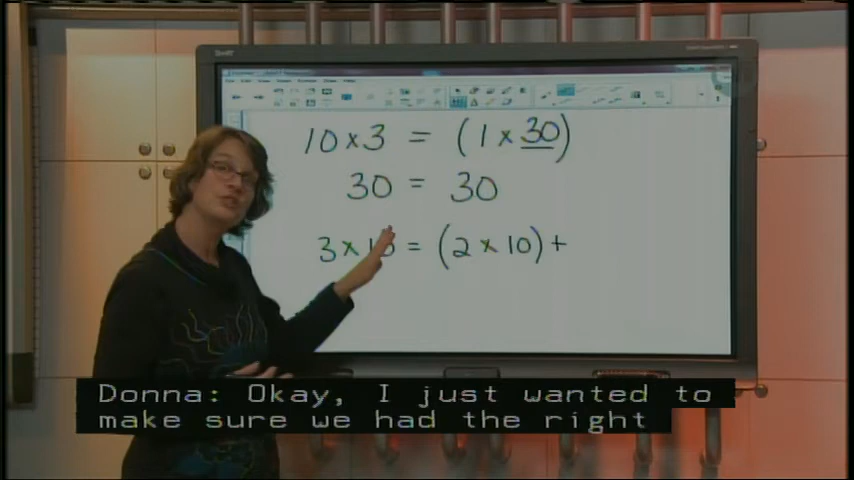 10 x 3 = (1 x 30)
30 = 30
3 x 10 = (2 x 10) +
Donna: Okay, I just wanted to
make sure we had the right